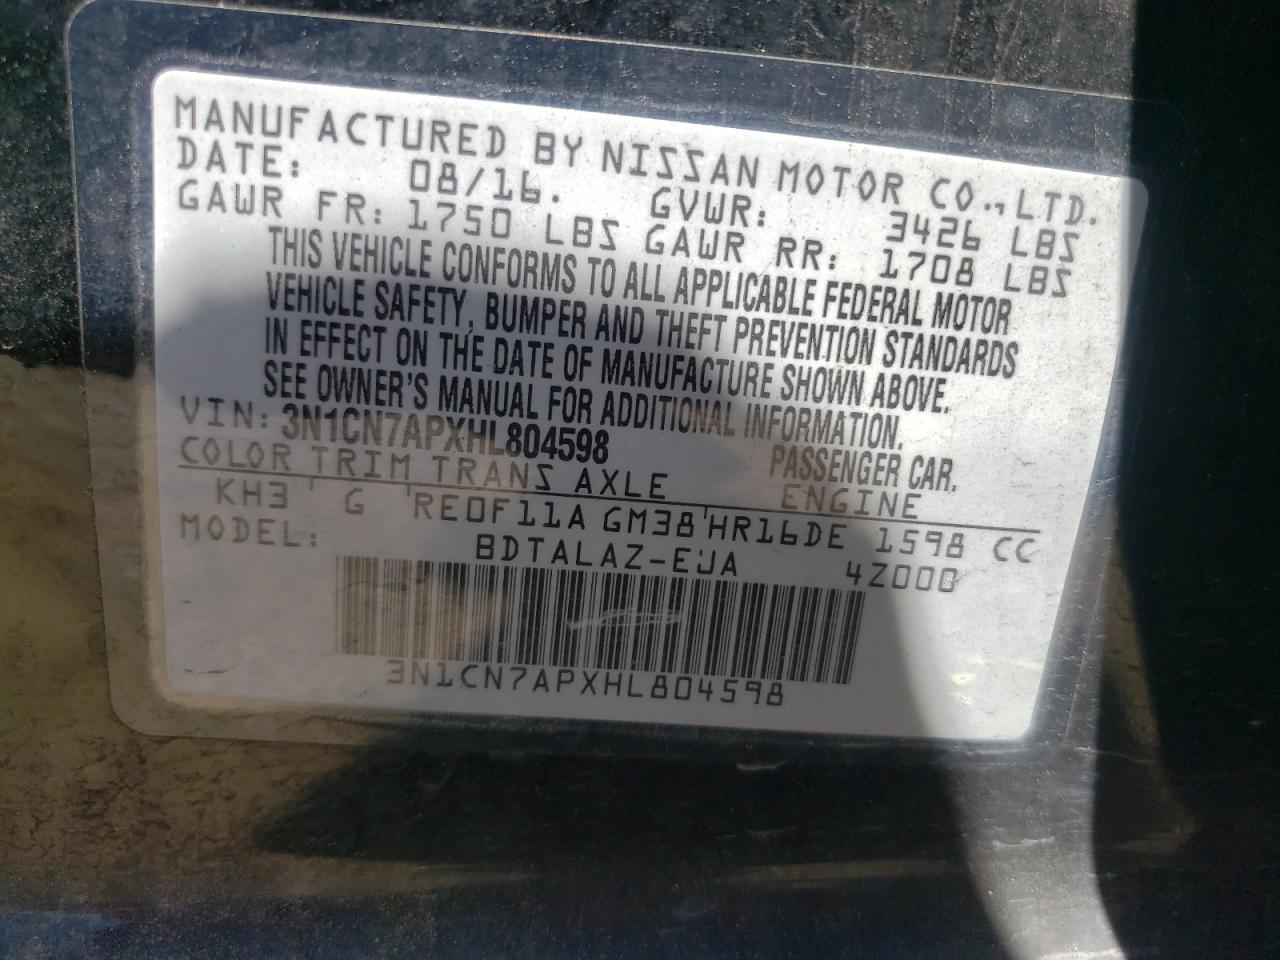 MANUFACTURED BY NISSAN MOTOR CO., LTD.
DATE: 08/16. GVWR: 3426 LBS
GAWR FR: 1750 LBS GAWR RR: 1708 LBS
THIS VEHICLE CONFORMS TO ALL APPLICABLE FEDERAL MOTOR
VEHICLE SAFETY, BUMPER AND THEFT PREVENTION STANDARDS
IN EFFECT ON THE DATE OF MANUFACTURE SHOWN ABOVE.
SEE OWNER'S MANUAL FOR ADDITIONAL INFORMATION.
VIN: 3N1CN7APXHL804598 PASSENGER CAR.
COLOR TRIM TRANS AXLE ENGINE
KH3 G RE0F11A GM38 HR16DE 1598 CC
MODEL: BDTALAZ-EJA 4Z000
3N1CN7APXHL804598